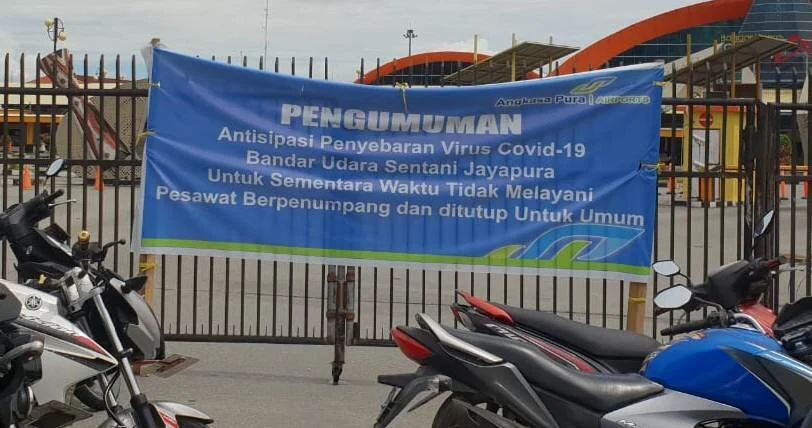 Angkasa Pura | AIRPORTS
PENGUMUMAN
Antisipasi Penyebaran Virus Covid-19
Bandar Udara Sentani Jayapura
Untuk Sementara Waktu Tidak Melayani
Pesawat Berpenumpang dan ditutup Untuk Umum